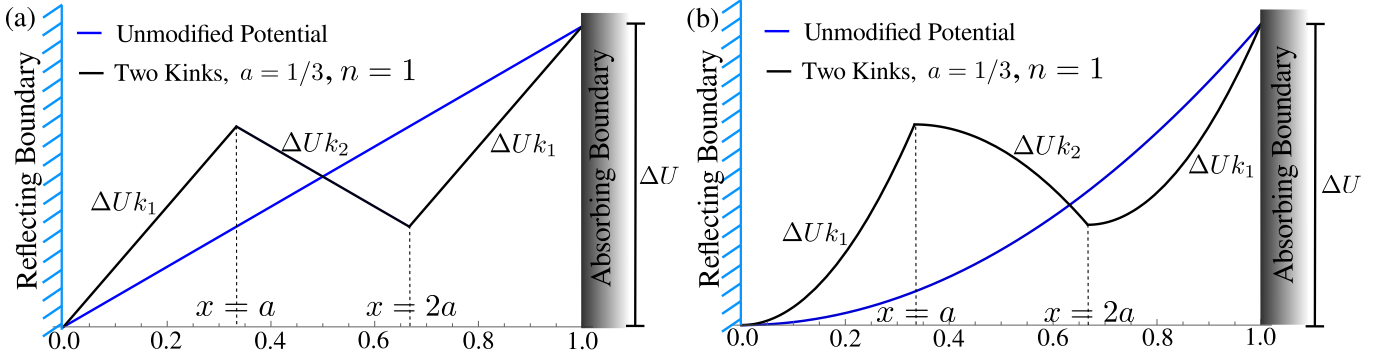 (a)
Reflecting Boundary
Unmodified Potential
Two Kinks, a = 1/3, n = 1
ΔUk₁
ΔUk₂
ΔUk₁
x = a
x = 2a
0.0 0.2 0.4 0.6 0.8 1.0
Absorbing Boundary
ΔU
(b)
Reflecting Boundary
Unmodified Potential
Two Kinks, a = 1/3, n = 1
ΔUk₁
ΔUk₂
ΔUk₁
x = a
x = 2a
0.0 0.2 0.4 0.6 0.8 1.0
Absorbing Boundary
ΔU